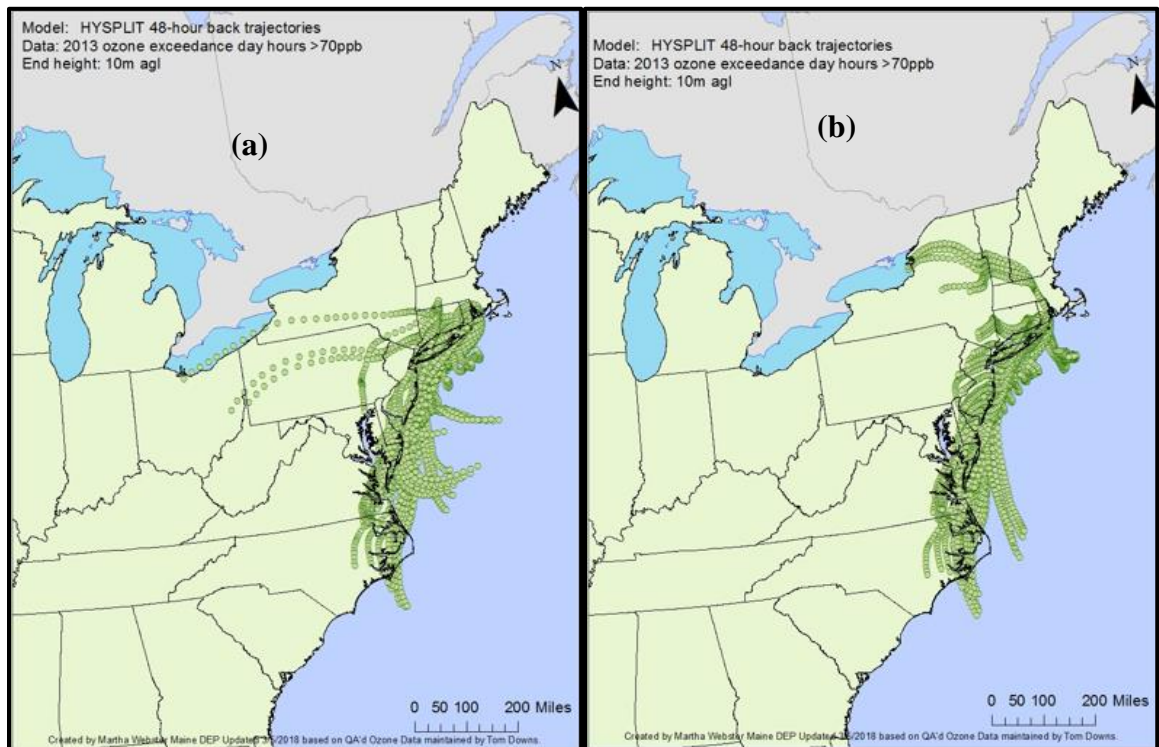 Model: HYSPLIT 48-hour back trajectories
Data: 2013 ozone exceedance day hours >70ppb
End height: 10m agl
N
(a)
0 50 100 200 Miles
Created by Martha Webster Maine DEP Updated 3/5/2018 based on QA'd Ozone Data maintained by Tom Downs.
Model: HYSPLIT 48-hour back trajectories
Data: 2013 ozone exceedance day hours >70ppb
End height: 10m agl
N
(b)
0 50 100 200 Miles
Created by Martha Webster Maine DEP Updated 3/5/2018 based on QA'd Ozone Data maintained by Tom Downs.